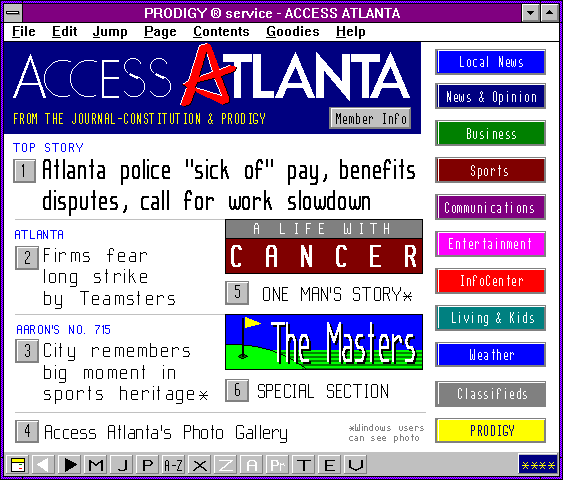 PRODIGY ® service - ACCESS ATLANTA
File Edit Jump Page Contents Goodies Help
ACCESS ATLANTA
FROM THE JOURNAL-CONSTITUTION & PRODIGY
Member Info
TOP STORY
1 Atlanta police "sick of" pay, benefits
disputes, call for work slowdown
ATLANTA
2 Firms fear
long strike
by Teamsters
A LIFE WITH
CANCER
5 ONE MAN'S STORY*
AARON'S NO. 715
3 City remembers
big moment in
sports heritage*
The Masters
6 SPECIAL SECTION
4 Access Atlanta's Photo Gallery
*Windows users
can see photo
Local News
News & Opinion
Business
Sports
Communications
Entertainment
InfoCenter
Living & Kids
Weather
Classifieds
PRODIGY
M J P A-Z X Z A Pr T E V ****